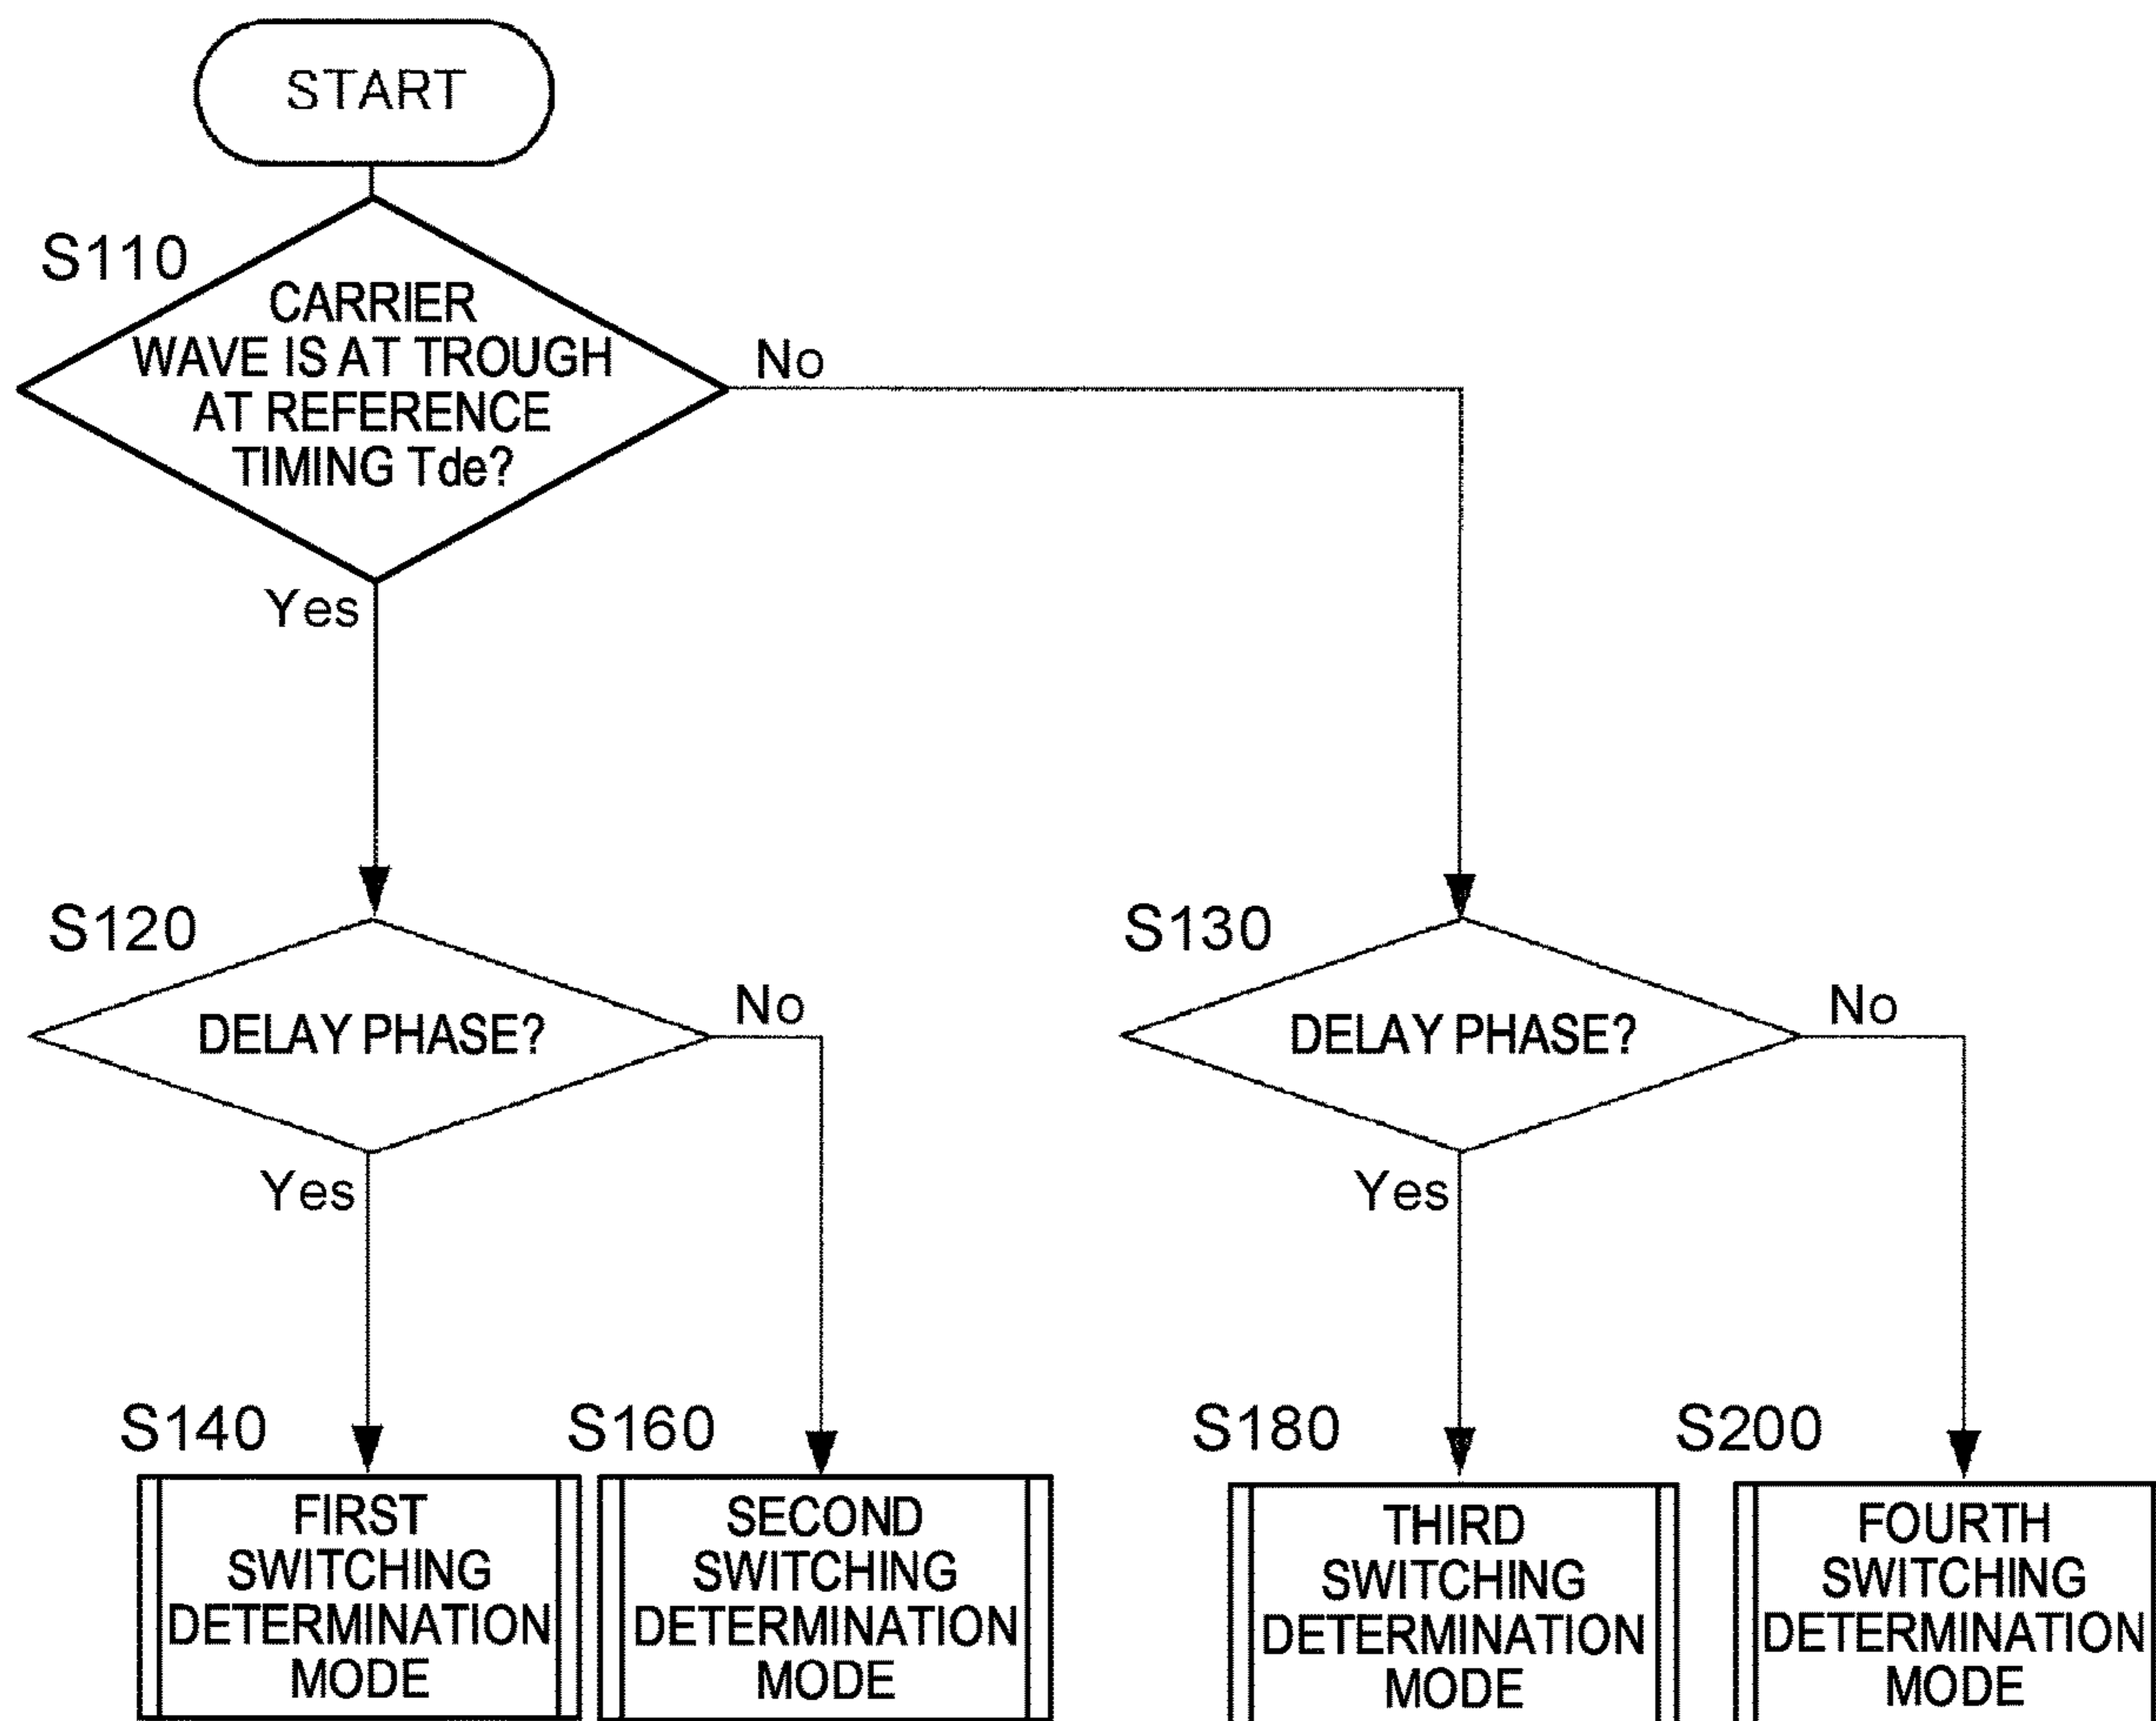 START
S110
CARRIER
WAVE IS AT TROUGH
AT REFERENCE
TIMING Tde?
No
Yes
S120
DELAY PHASE?
No
Yes
S130
DELAY PHASE?
No
Yes
S140
FIRST
SWITCHING
DETERMINATION
MODE
S160
SECOND
SWITCHING
DETERMINATION
MODE
S180
THIRD
SWITCHING
DETERMINATION
MODE
S200
FOURTH
SWITCHING
DETERMINATION
MODE